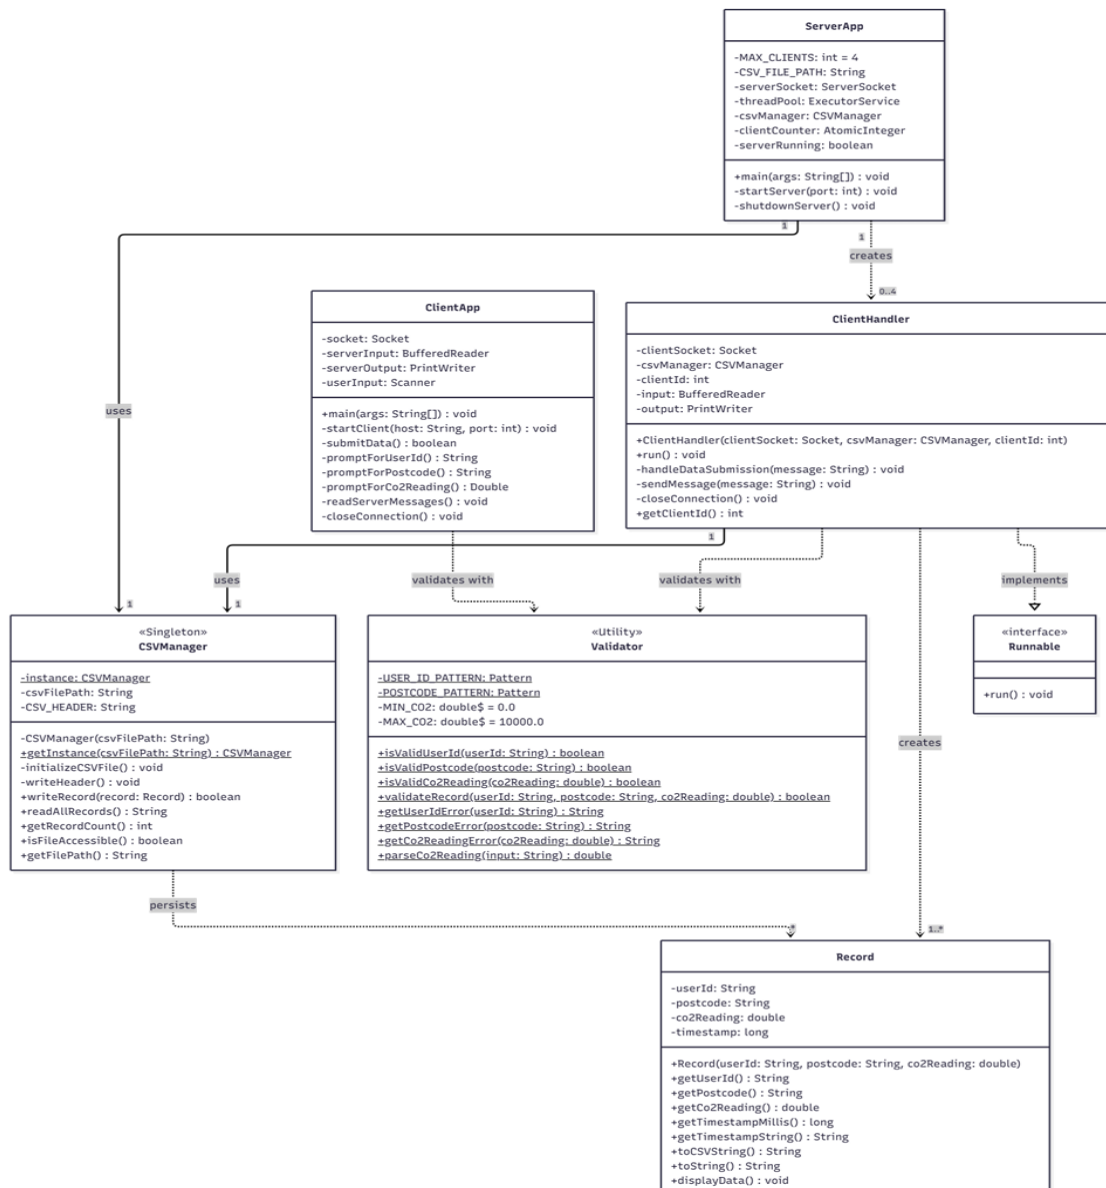 ServerApp
-MAX_CLIENTS: int = 4
-CSV_FILE_PATH: String
-serverSocket: ServerSocket
-threadPool: ExecutorService
-csvManager: CSVManager
-clientCounter: AtomicInteger
-serverRunning: boolean
+main(args: String[]) : void
-startServer(port: int) : void
-shutdownServer() : void
1
1
creates
0..4
ClientApp
-socket: Socket
-serverInput: BufferedReader
-serverOutput: PrintWriter
-userInput: Scanner
+main(args: String[]) : void
-startClient(host: String, port: int) : void
-submitData() : boolean
-promptForUserId() : String
-promptForPostcode() : String
-promptForCo2Reading() : Double
-readServerMessages() : void
-closeConnection() : void
ClientHandler
-clientSocket: Socket
-csvManager: CSVManager
-clientId: int
-input: BufferedReader
-output: PrintWriter
+ClientHandler(clientSocket: Socket, csvManager: CSVManager, clientId: int)
+run() : void
-handleDataSubmission(message: String) : void
-sendMessage(message: String) : void
-closeConnection() : void
+getClientId() : int
uses
1
uses
validates with
validates with
implements
1
1
«Singleton»
CSVManager
-instance: CSVManager
-csvFilePath: String
-CSV_HEADER: String
-CSVManager(csvFilePath: String)
+getInstance(csvFilePath: String) : CSVManager
-initializeCSVFile() : void
-writeHeader() : void
+writeRecord(record: Record) : boolean
+readAllRecords() : String
+getRecordCount() : int
+isFileAccessible() : boolean
+getFilePath() : String
«Utility»
Validator
-USER_ID_PATTERN: Pattern
-POSTCODE_PATTERN: Pattern
-MIN_CO2: double$ = 0.0
-MAX_CO2: double$ = 10000.0
+isValidUserId(userId: String) : boolean
+isValidPostcode(postcode: String) : boolean
+isValidCo2Reading(co2Reading: double) : boolean
+validateRecord(userId: String, postcode: String, co2Reading: double) : boolean
+getUserIdError(userId: String) : String
+getPostcodeError(postcode: String) : String
+getCo2ReadingError(co2Reading: double) : String
+parseCo2Reading(input: String) : double
«interface»
Runnable
+run() : void
creates
persists
*
1..*
Record
-userId: String
-postcode: String
-co2Reading: double
-timestamp: long
+Record(userId: String, postcode: String, co2Reading: double)
+getUserId() : String
+getPostcode() : String
+getCo2Reading() : double
+getTimestampMillis() : long
+getTimestampString() : String
+toCSVString() : String
+toString() : String
+displayData() : void